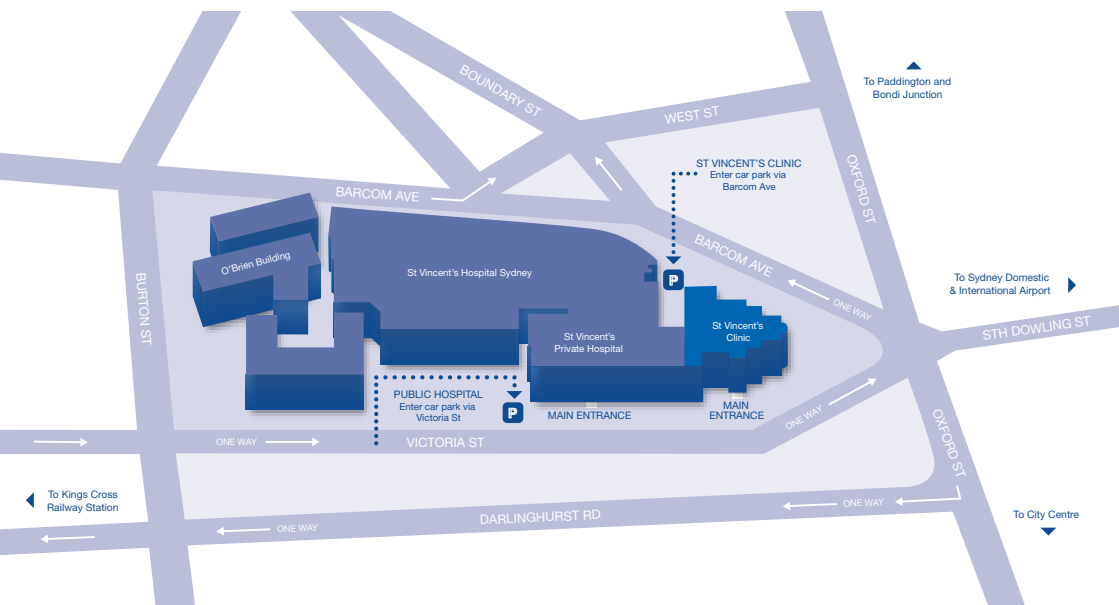 To Paddington and
Bondi Junction
BOUNDARY ST
WEST ST
OXFORD ST
ST VINCENT'S CLINIC
Enter car park via
Barcom Ave
BARCOM AVE
BARCOM AVE
O'Brien Building
St Vincent's Hospital Sydney
P
ONE WAY
To Sydney Domestic
& International Airport
STH DOWLING ST
BURTON ST
St Vincent's
Private Hospital
St Vincent's
Clinic
PUBLIC HOSPITAL
Enter car park via
Victoria St
P
MAIN ENTRANCE
MAIN
ENTRANCE
ONE WAY
ONE WAY
VICTORIA ST
OXFORD ST
To Kings Cross
Railway Station
ONE WAY
DARLINGHURST RD
ONE WAY
To City Centre